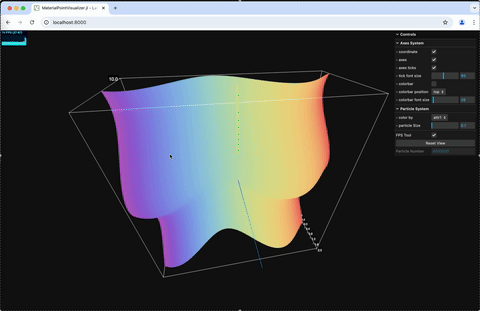 MaterialPointVisualizer.jl -
localhost:8000
10.0
Controls
Axes System
coordinate
axes
axes ticks
tick font size
colorbar
colorbar position
top
colorbar font size
Particle System
color by
particle Size
FPS Tool
Reset View
Particle Number